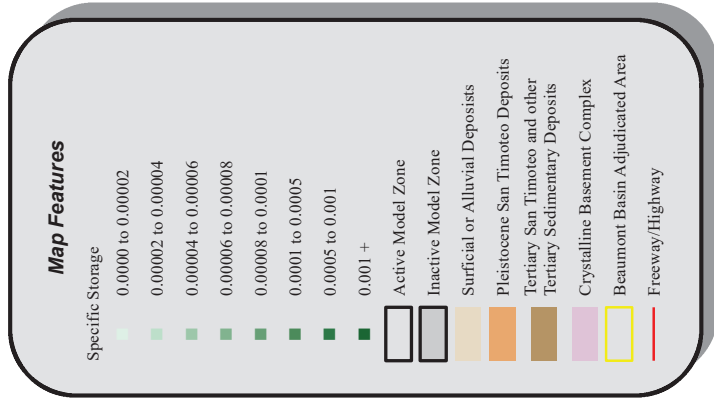 Map Features
Specific Storage
0.0000 to 0.00002
0.00002 to 0.00004
0.00004 to 0.00006
0.00006 to 0.00008
0.00008 to 0.0001
0.0001 to 0.0005
0.0005 to 0.001
0.001 +
Active Model Zone
Inactive Model Zone
Surficial or Alluvial Deposists
Pleistocene San Timoteo Deposits
Tertiary San Timoteo and other
Tertiary Sedimentary Deposits
Crystalline Basement Complex
Beaumont Basin Adjudicated Area
Freeway/Highway